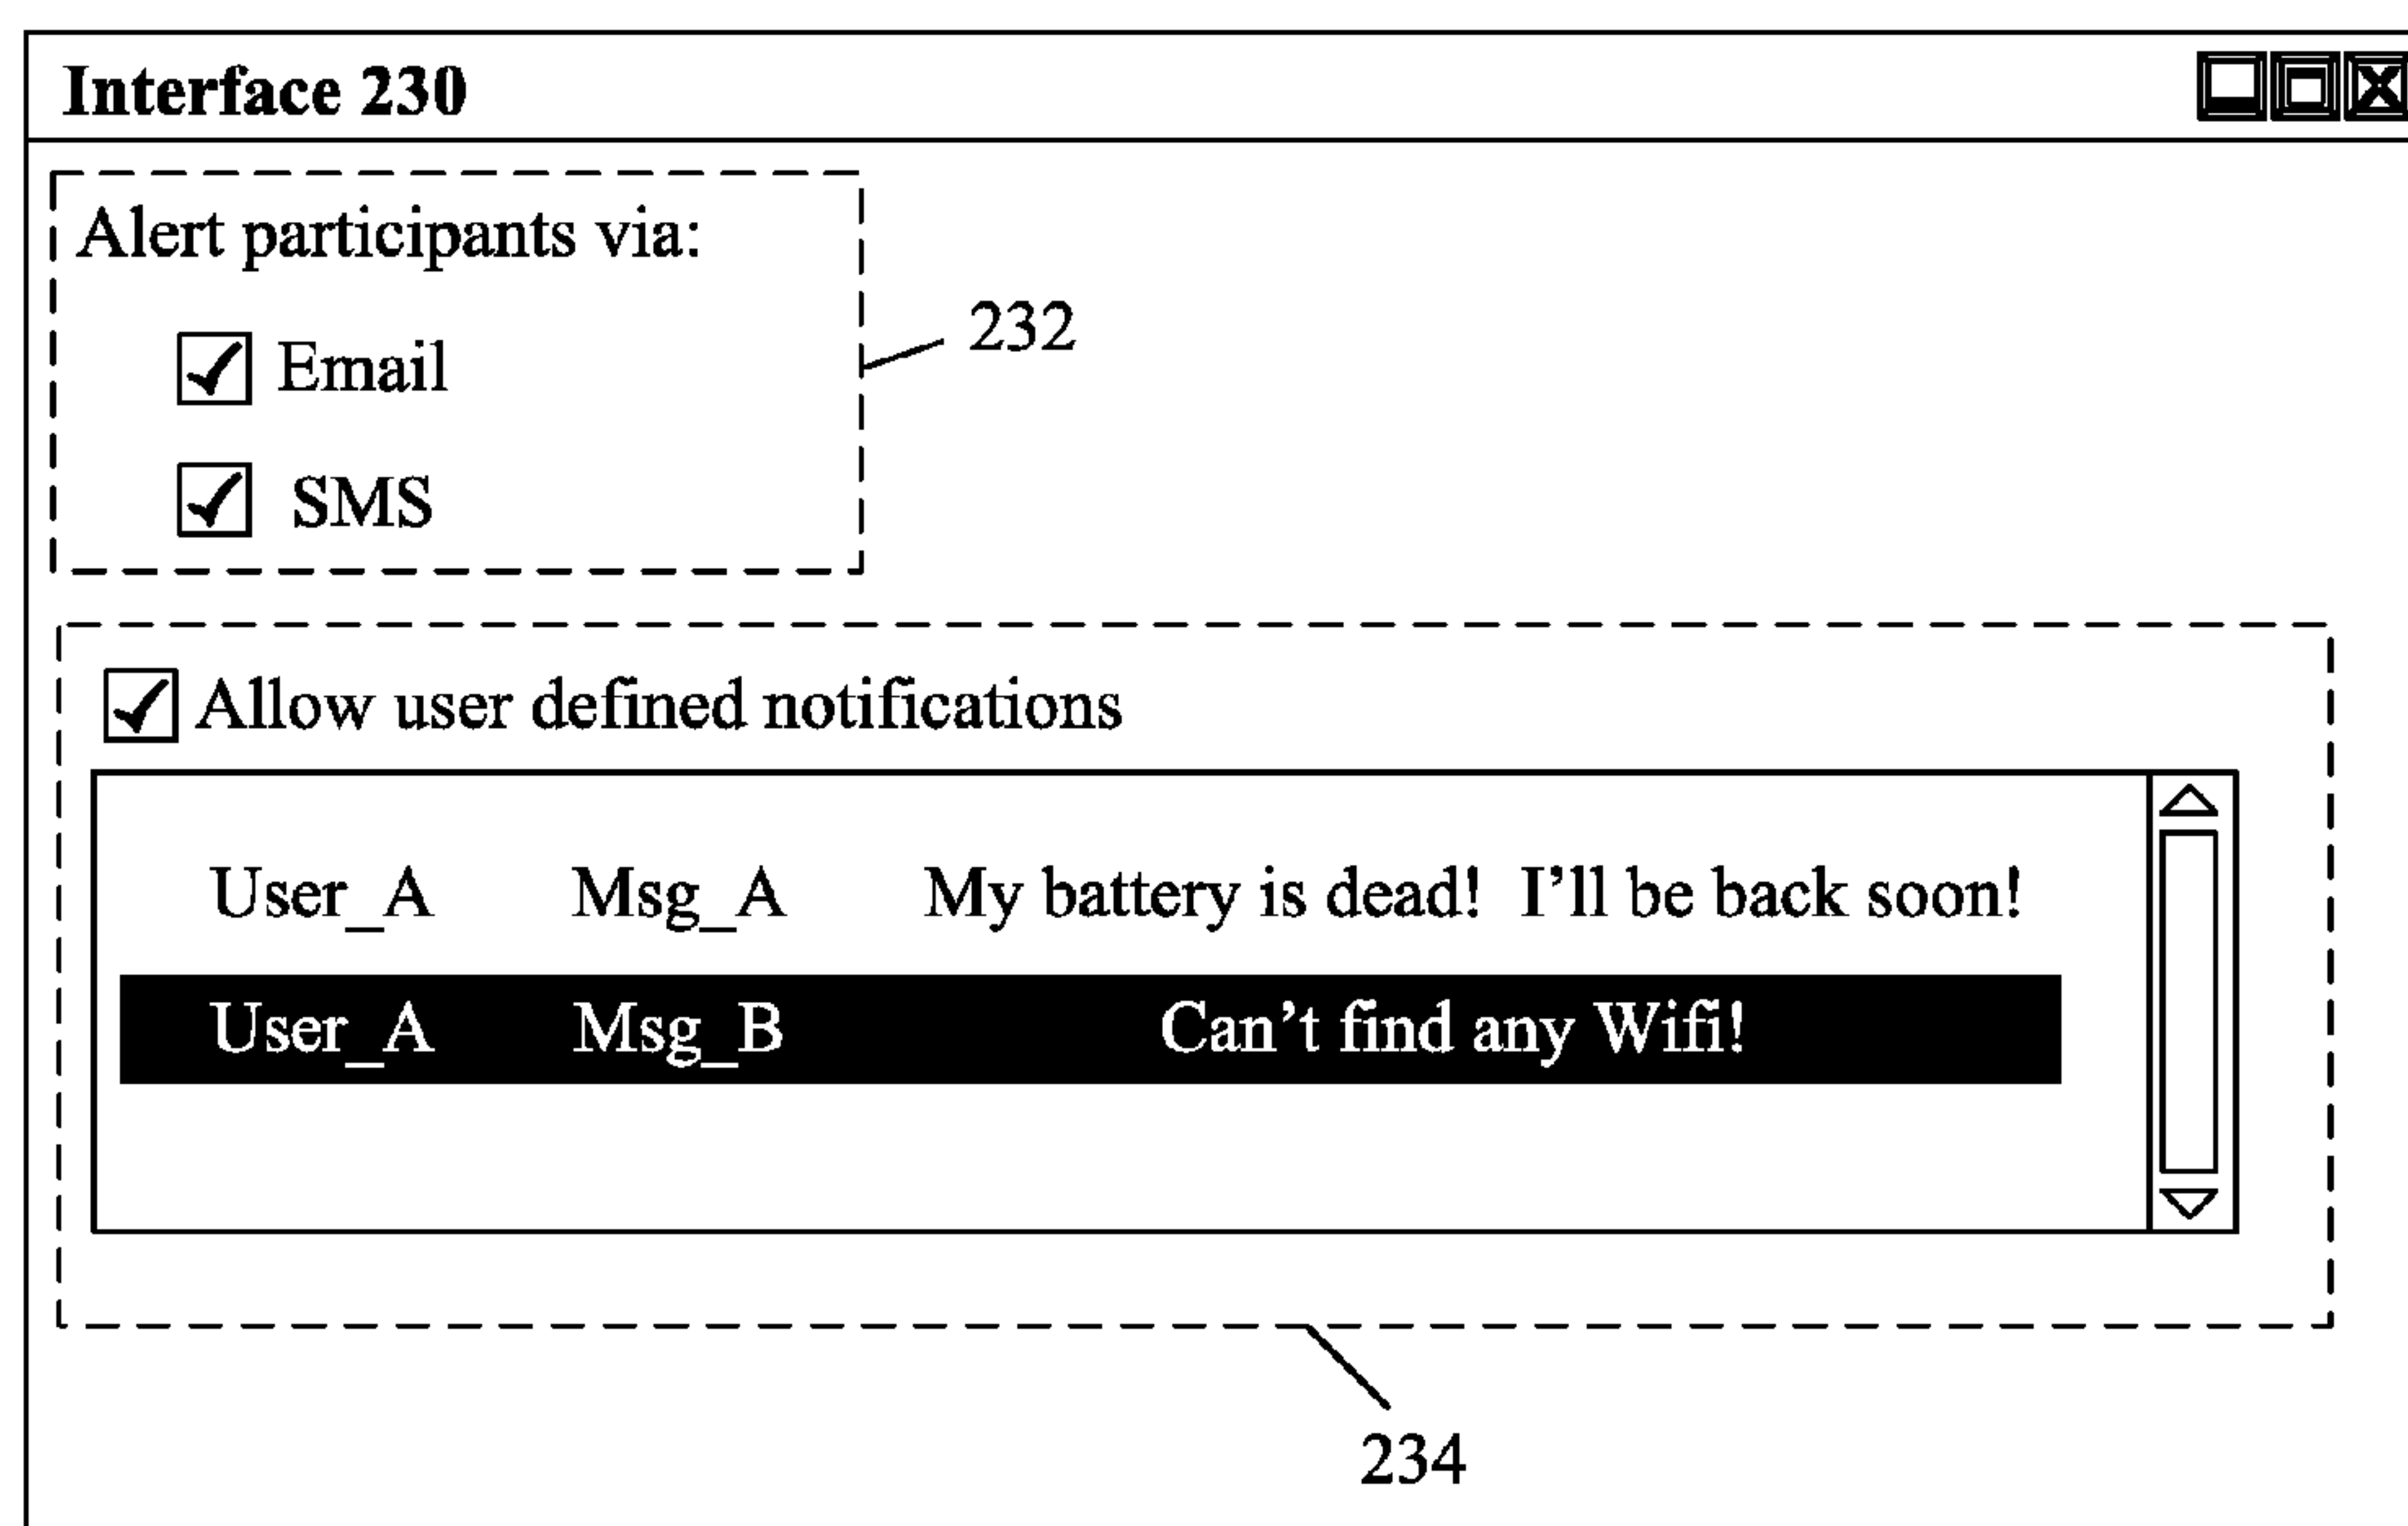 Interface 230
Alert participants via:
Email
232
SMS
Allow user defined notifications
User_A Msg_A My battery is dead! I’ll be back soon!
User_A Msg_B Can’t find any Wifi!
234